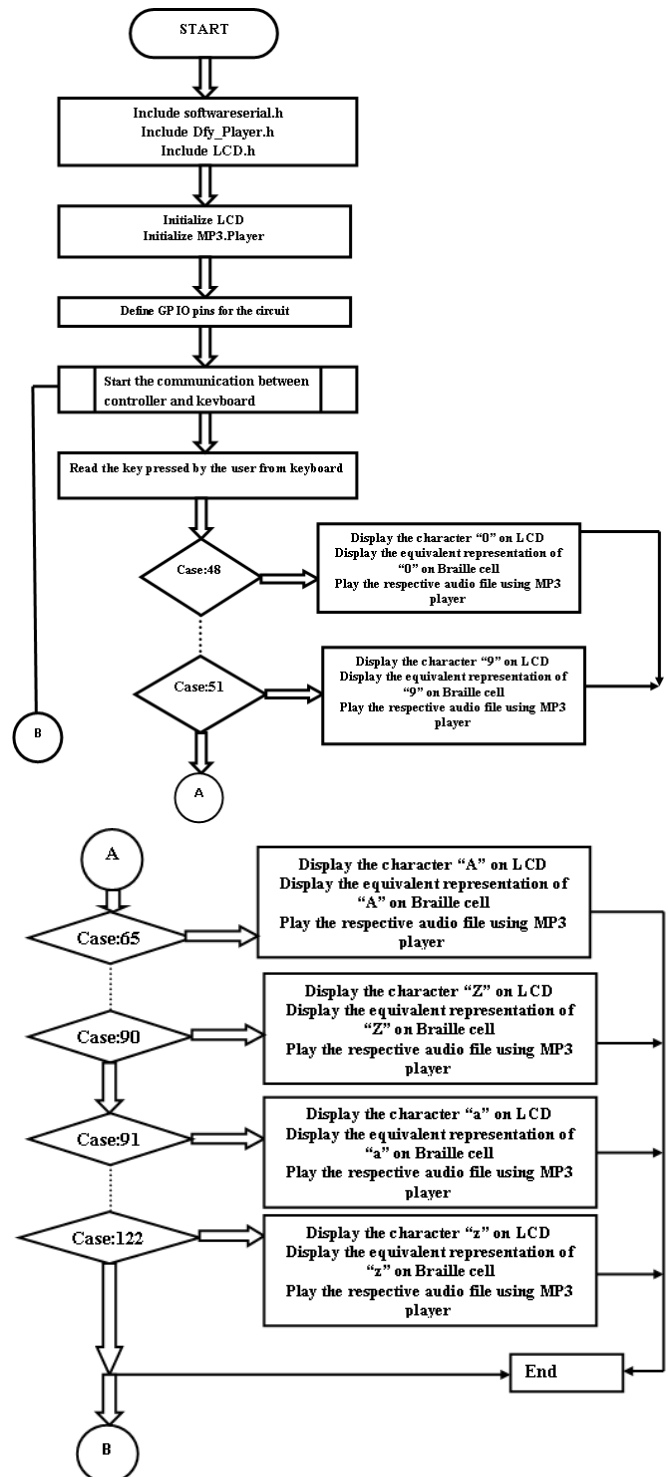 START
Include softwareserial.h
Include Dfy_Player.h
Include LCD.h
Initialize LCD
Initialize MP3.Player
Define GPIO pins for the circuit
Start the communication between
controller and keyboard
Read the key pressed by the user from keyboard
Case:48
Display the character “0” on LCD
Display the equivalent representation of
“0” on Braille cell
Play the respective audio file using MP3
player
Case:51
Display the character “9” on LCD
Display the equivalent representation of
“9” on Braille cell
Play the respective audio file using MP3
player
B
A
A
Case:65
Display the character “A” on LCD
Display the equivalent representation of
“A” on Braille cell
Play the respective audio file using MP3
player
Case:90
Display the character “Z” on LCD
Display the equivalent representation of
“Z” on Braille cell
Play the respective audio file using MP3
player
Case:91
Display the character “a” on LCD
Display the equivalent representation of
“a” on Braille cell
Play the respective audio file using MP3
player
Case:122
Display the character “z” on LCD
Display the equivalent representation of
“z” on Braille cell
Play the respective audio file using MP3
player
End
B